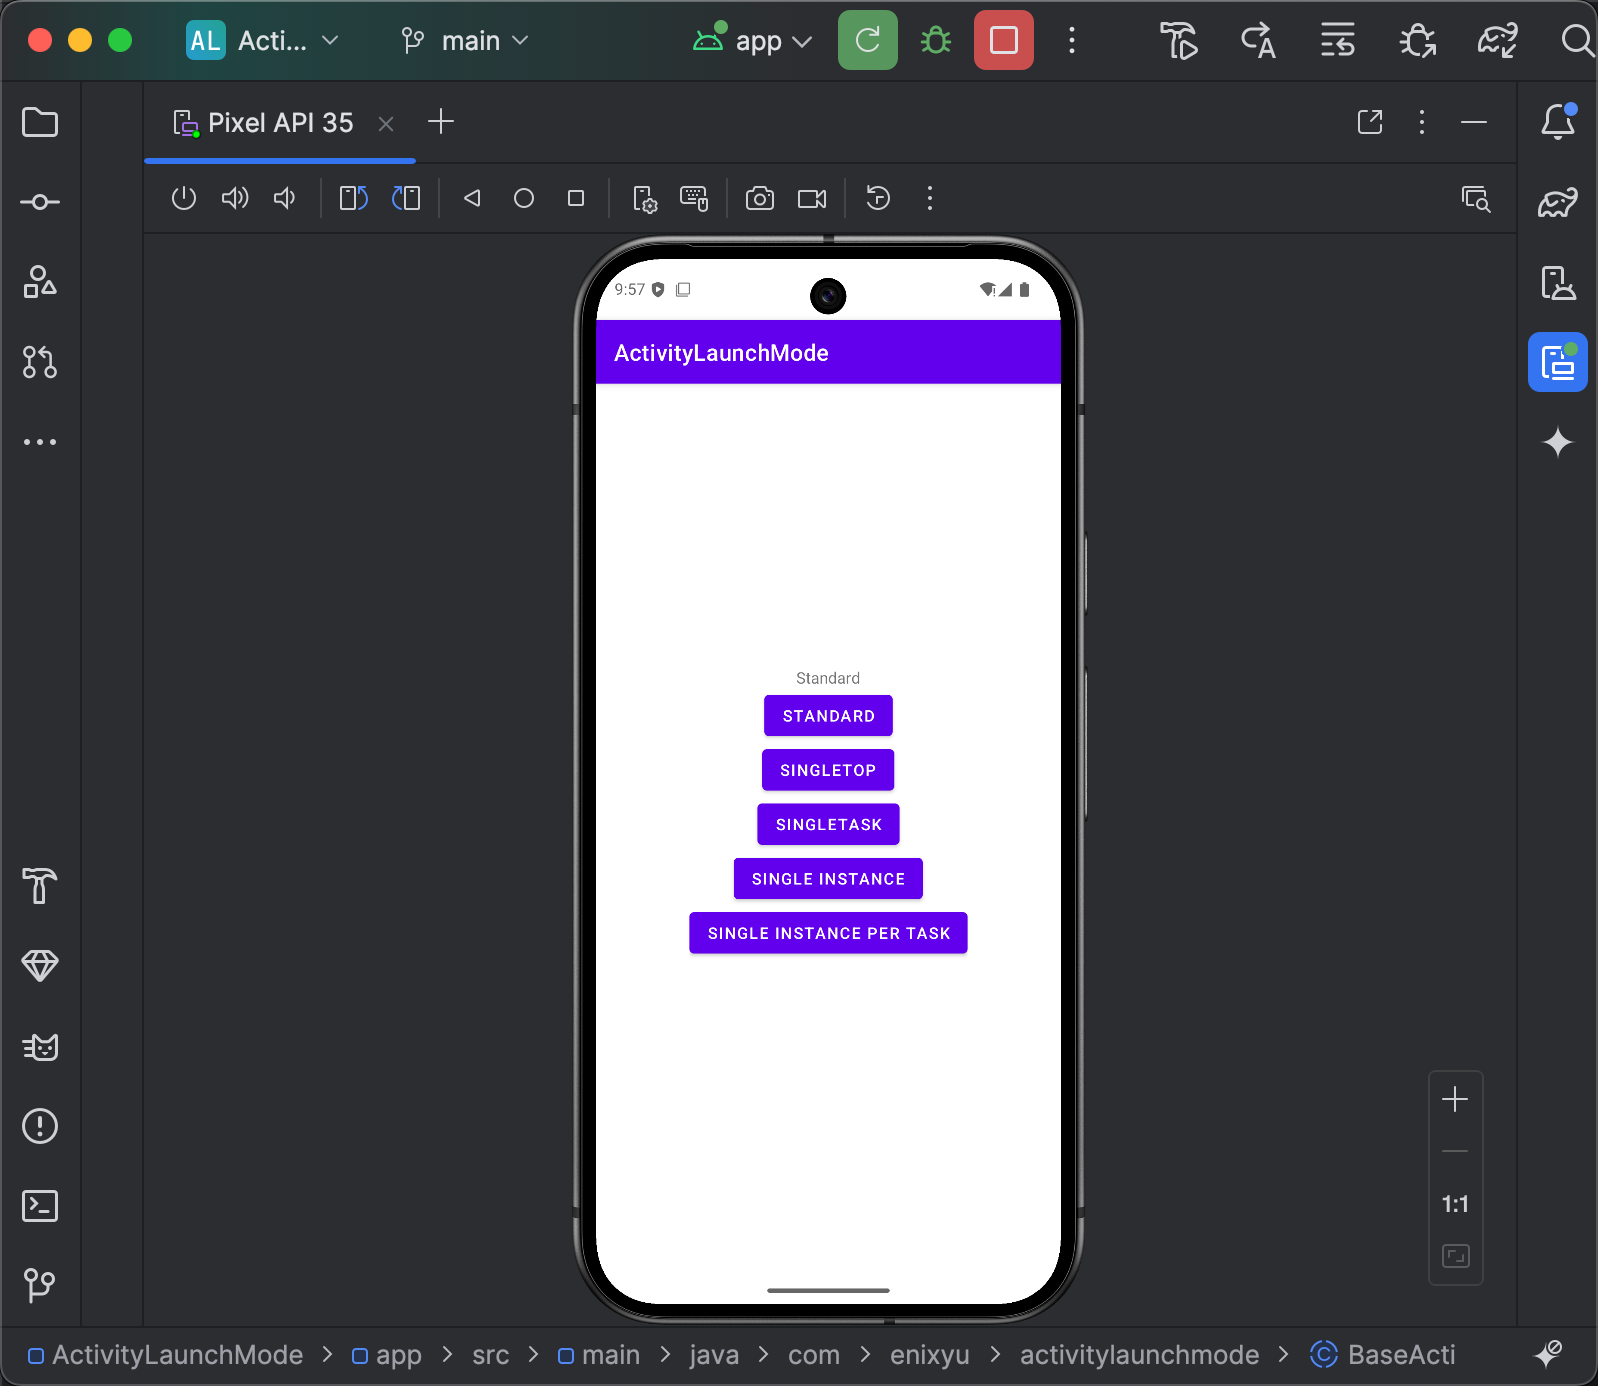 AL Acti... main app
Pixel API 35
9:57
ActivityLaunchMode
Standard
STANDARD
SINGLETOP
SINGLETASK
SINGLE INSTANCE
SINGLE INSTANCE PER TASK
1:1
ActivityLaunchMode > app > src > main > java > com > enixyu > activitylaunchmode > BaseActi